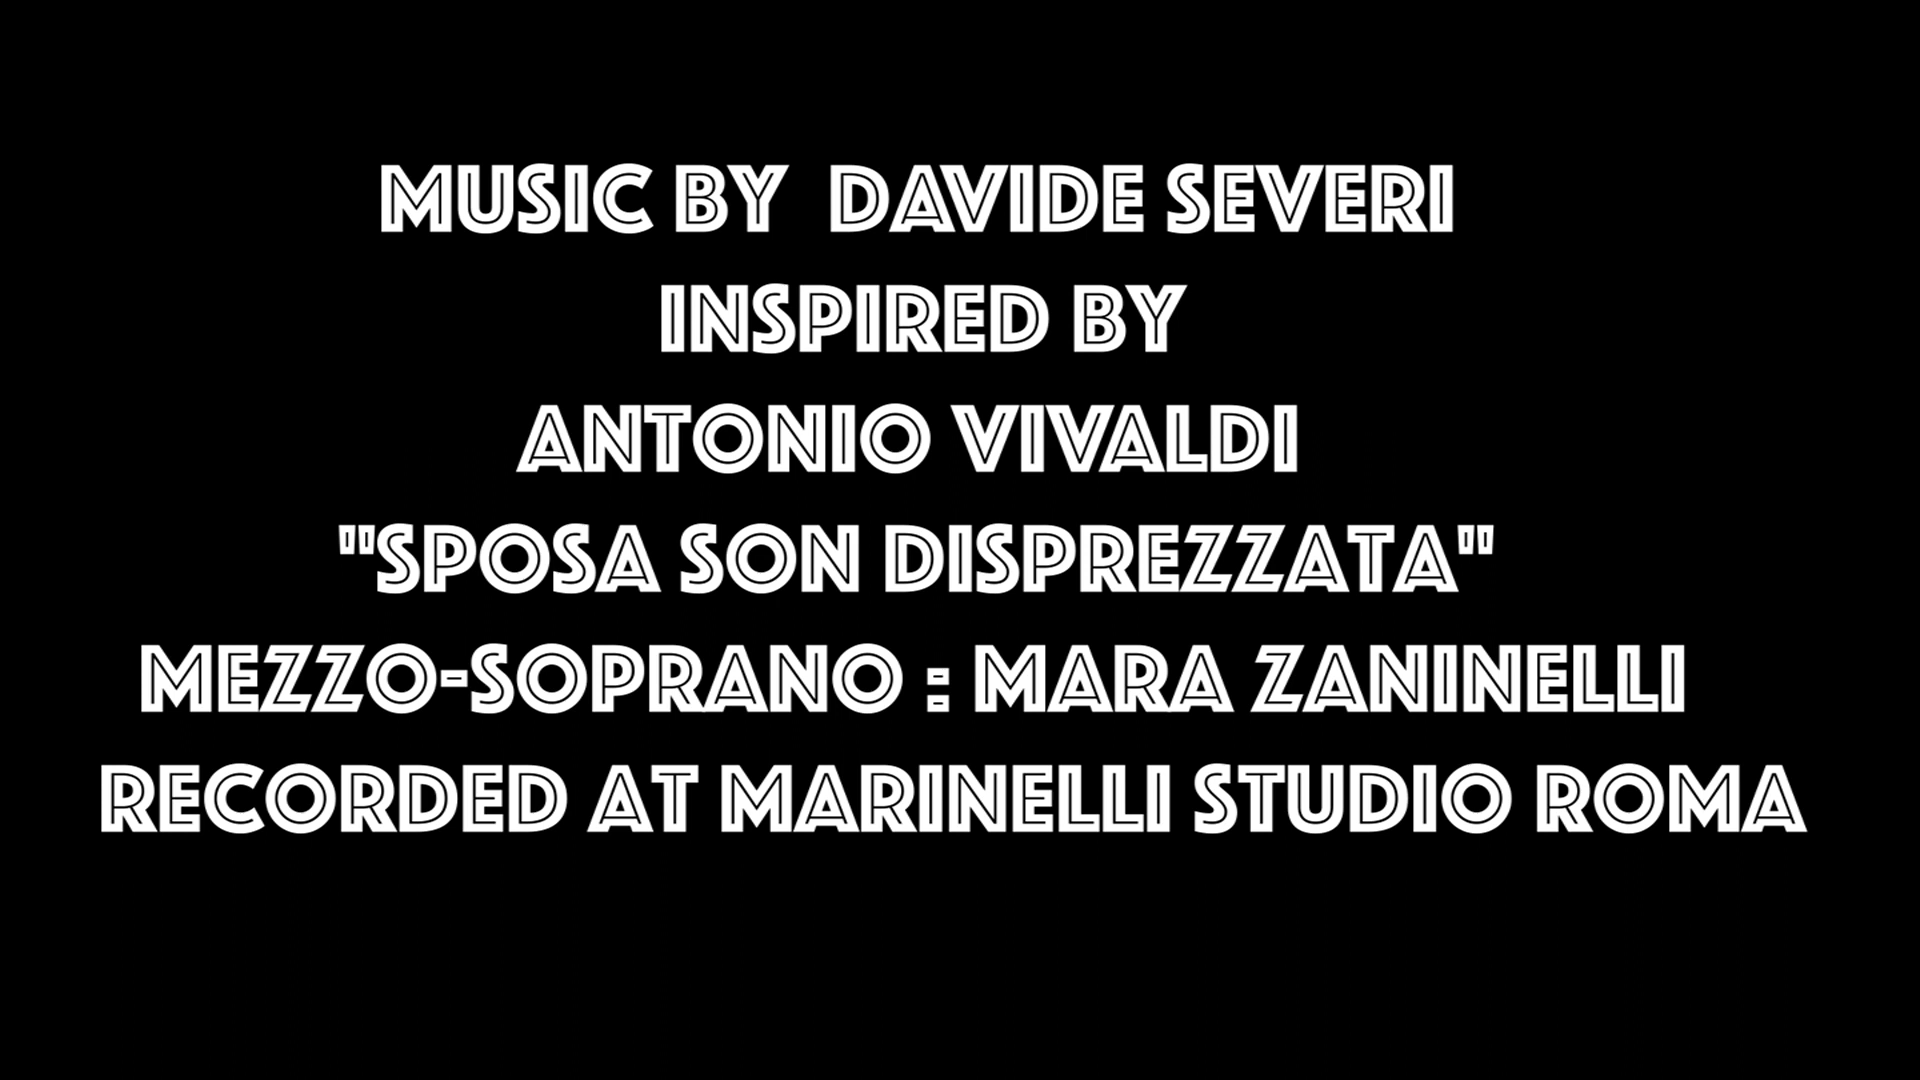 MUSIC BY DAVIDE SEVERI
INSPIRED BY
ANTONIO VIVALDI
"SPOSA SON DISPREZZATA"
MEZZO-SOPRANO : MARA ZANINELLI
RECORDED AT MARINELLI STUDIO ROMA